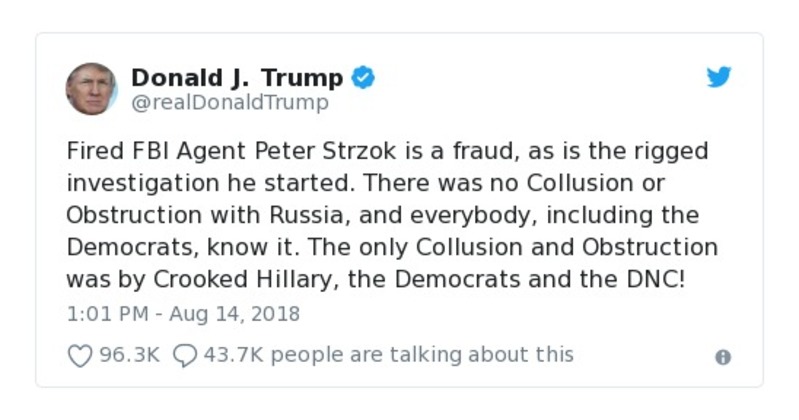 Donald J. Trump
@realDonaldTrump
Fired FBI Agent Peter Strzok is a fraud, as is the rigged
investigation he started. There was no Collusion or
Obstruction with Russia, and everybody, including the
Democrats, know it. The only Collusion and Obstruction
was by Crooked Hillary, the Democrats and the DNC!
1:01 PM - Aug 14, 2018
96.3K 43.7K people are talking about this